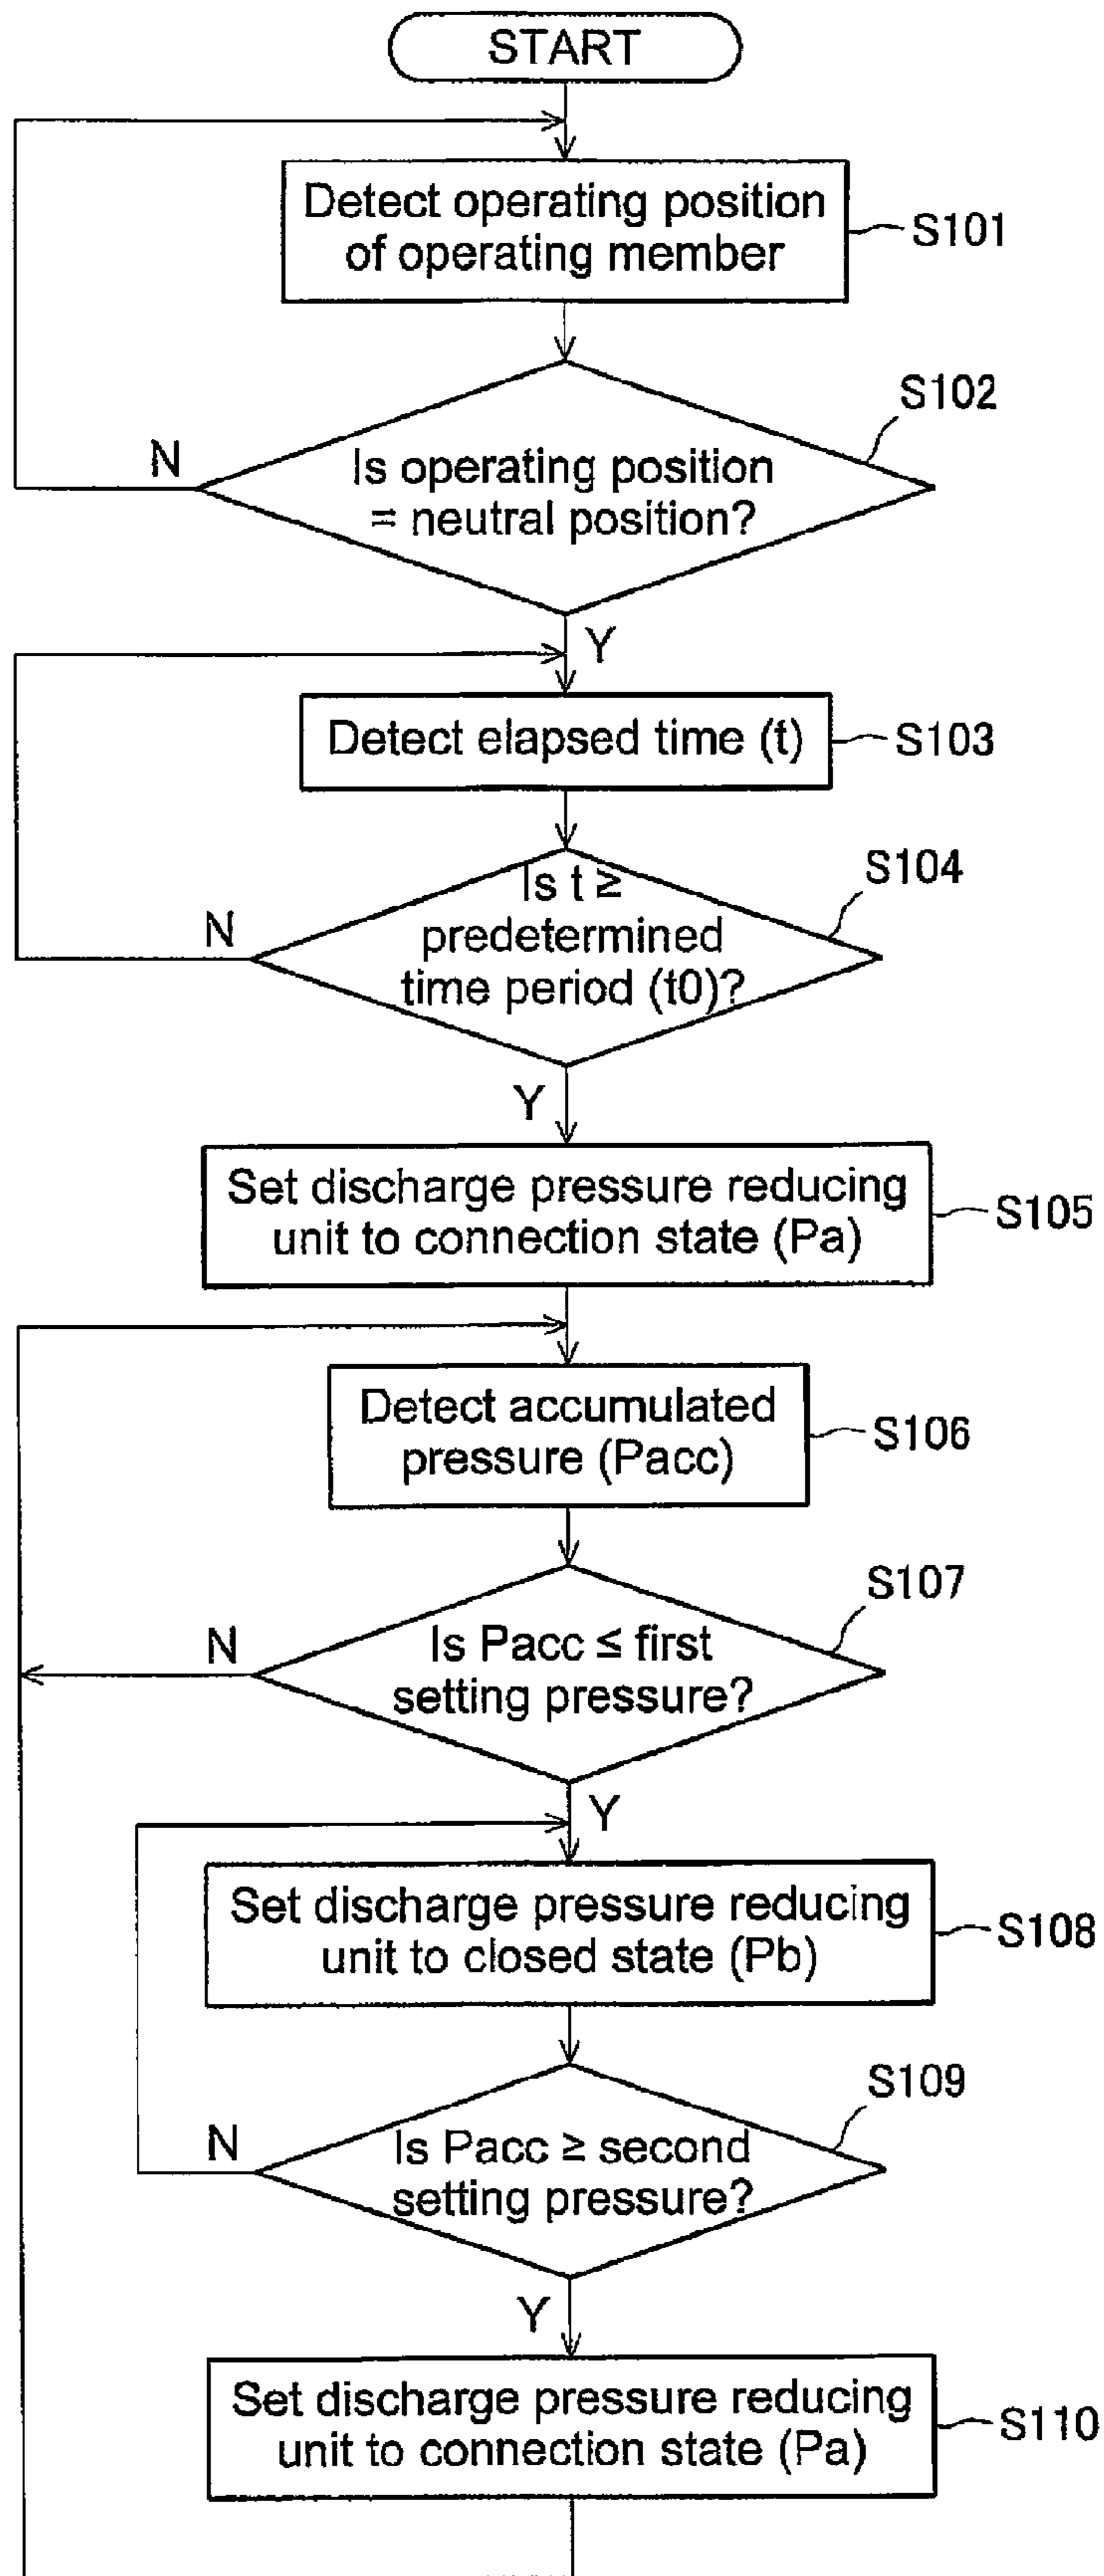 START
Detect operating position
of operating member
S101
S102
N
Is operating position
= neutral position?
Y
Detect elapsed time (t)
S103
S104
N
Is t ≥
predetermined
time period (t0)?
Y
Set discharge pressure reducing
unit to connection state (Pa)
S105
Detect accumulated
pressure (Pacc)
S106
S107
N
Is Pacc ≤ first
setting pressure?
Y
Set discharge pressure reducing
unit to closed state (Pb)
S108
S109
N
Is Pacc ≥ second
setting pressure?
Y
Set discharge pressure reducing
unit to connection state (Pa)
S110